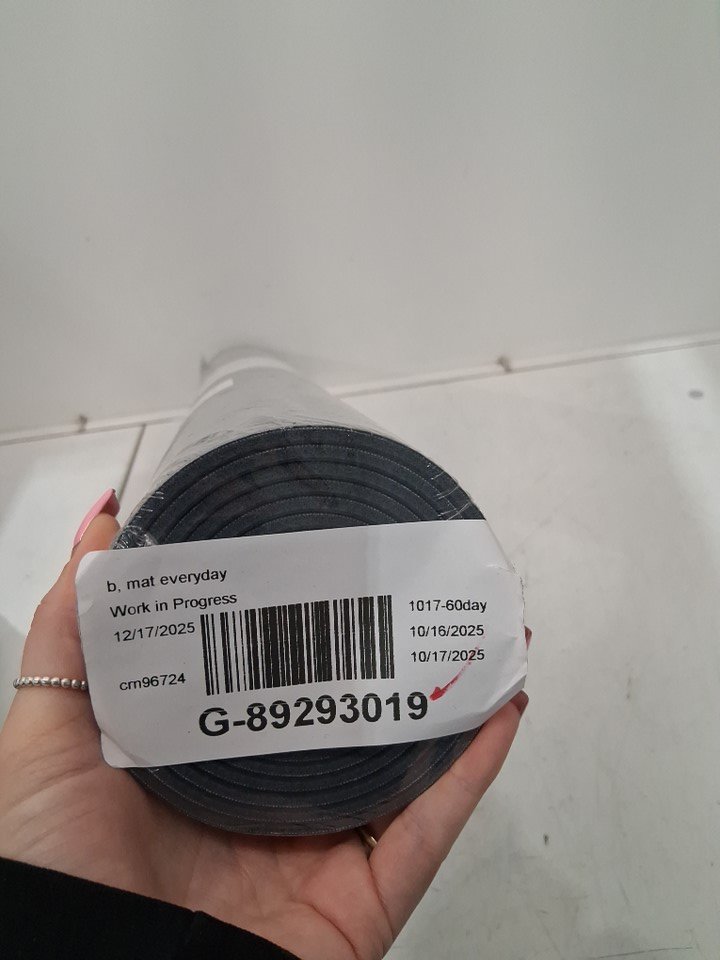 b, mat everyday
Work in Progress
12/17/2025
cm96724
1017-60day
10/16/2025
10/17/2025
G-89293019